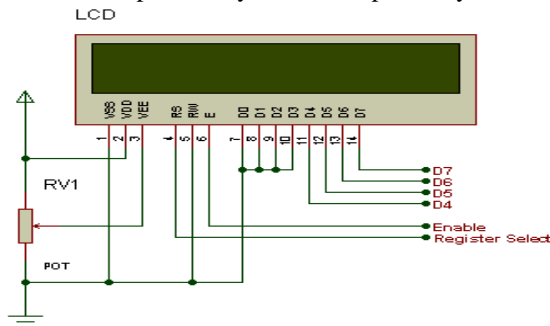 LCD
VSS
VDD
VEE
RS
RW
E
D0
D1
D2
D3
D4
D5
D6
D7
1
2
3
4
5
6
7
8
9
10
11
12
13
14
D7
D6
D5
D4
Enable
Register Select
RV1
POT